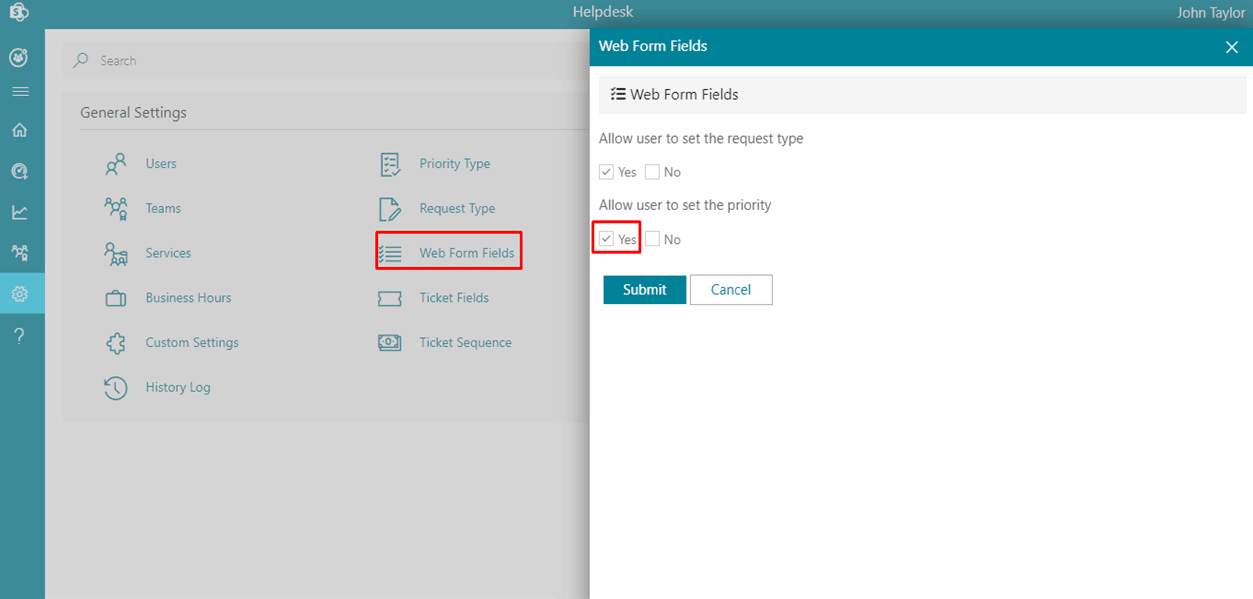 Helpdesk
John Taylor
Search
General Settings
Users
Priority Type
Teams
Request Type
Services
Web Form Fields
Business Hours
Ticket Fields
Custom Settings
Ticket Sequence
History Log
Web Form Fields
Web Form Fields
Allow user to set the request type
Yes No
Allow user to set the priority
Yes No
Submit Cancel